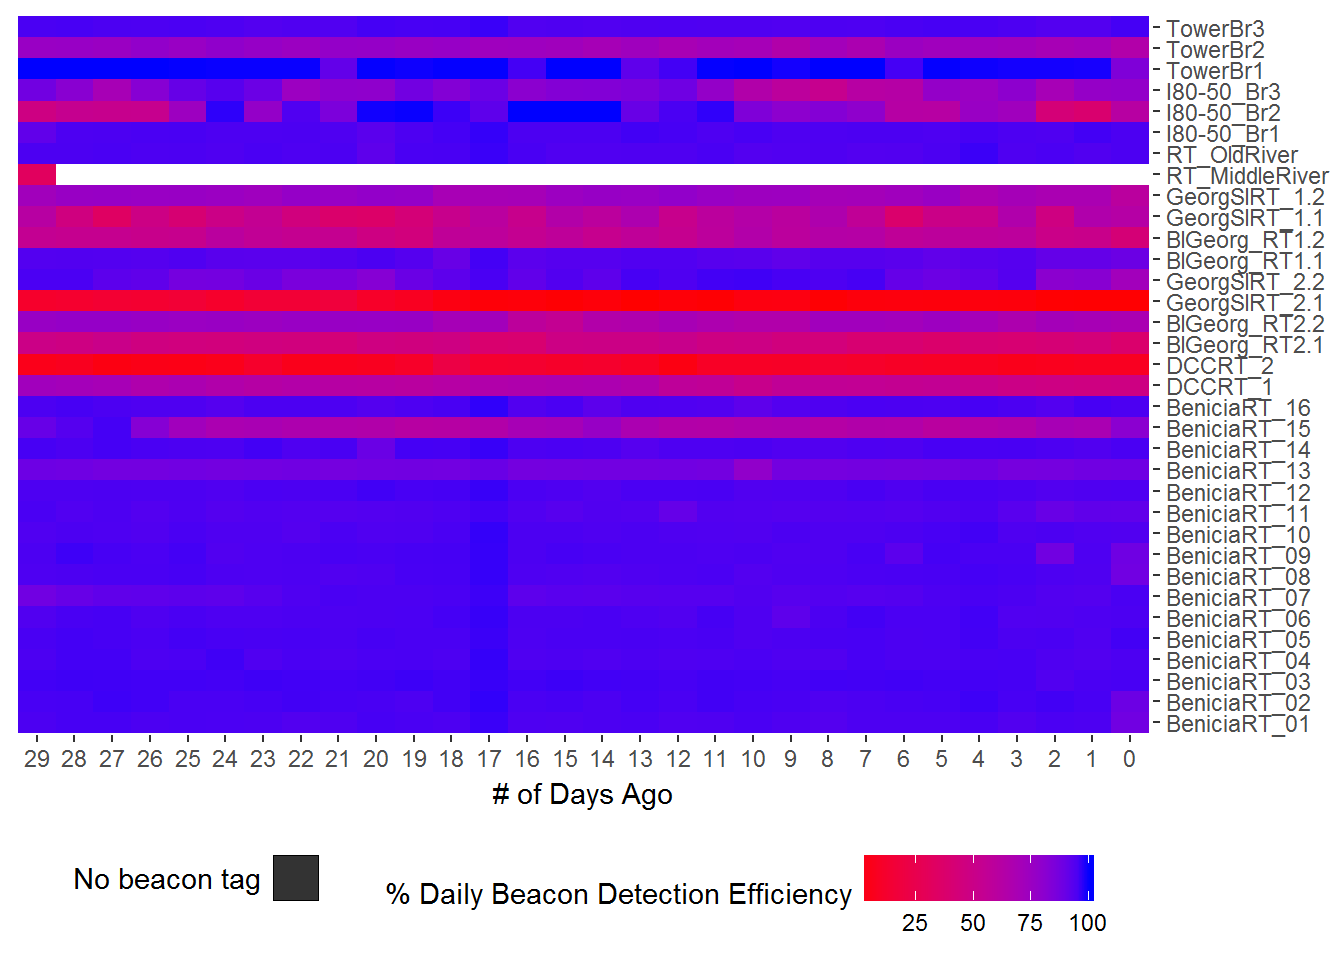 TowerBr3
TowerBr2
TowerBr1
I80-50_Br3
I80-50_Br2
I80-50_Br1
RT_OldRiver
RT_MiddleRiver
GeorgSlRT_1.2
GeorgSlRT_1.1
BlGeorg_RT1.2
BlGeorg_RT1.1
GeorgSlRT_2.2
GeorgSlRT_2.1
BlGeorg_RT2.2
BlGeorg_RT2.1
DCCRT_2
DCCRT_1
BeniciaRT_16
BeniciaRT_15
BeniciaRT_14
BeniciaRT_13
BeniciaRT_12
BeniciaRT_11
BeniciaRT_10
BeniciaRT_09
BeniciaRT_08
BeniciaRT_07
BeniciaRT_06
BeniciaRT_05
BeniciaRT_04
BeniciaRT_03
BeniciaRT_02
BeniciaRT_01
29 28 27 26 25 24 23 22 21 20 19 18 17 16 15 14 13 12 11 10 9 8 7 6 5 4 3 2 1 0
# of Days Ago
No beacon tag
% Daily Beacon Detection Efficiency
25 50 75 100